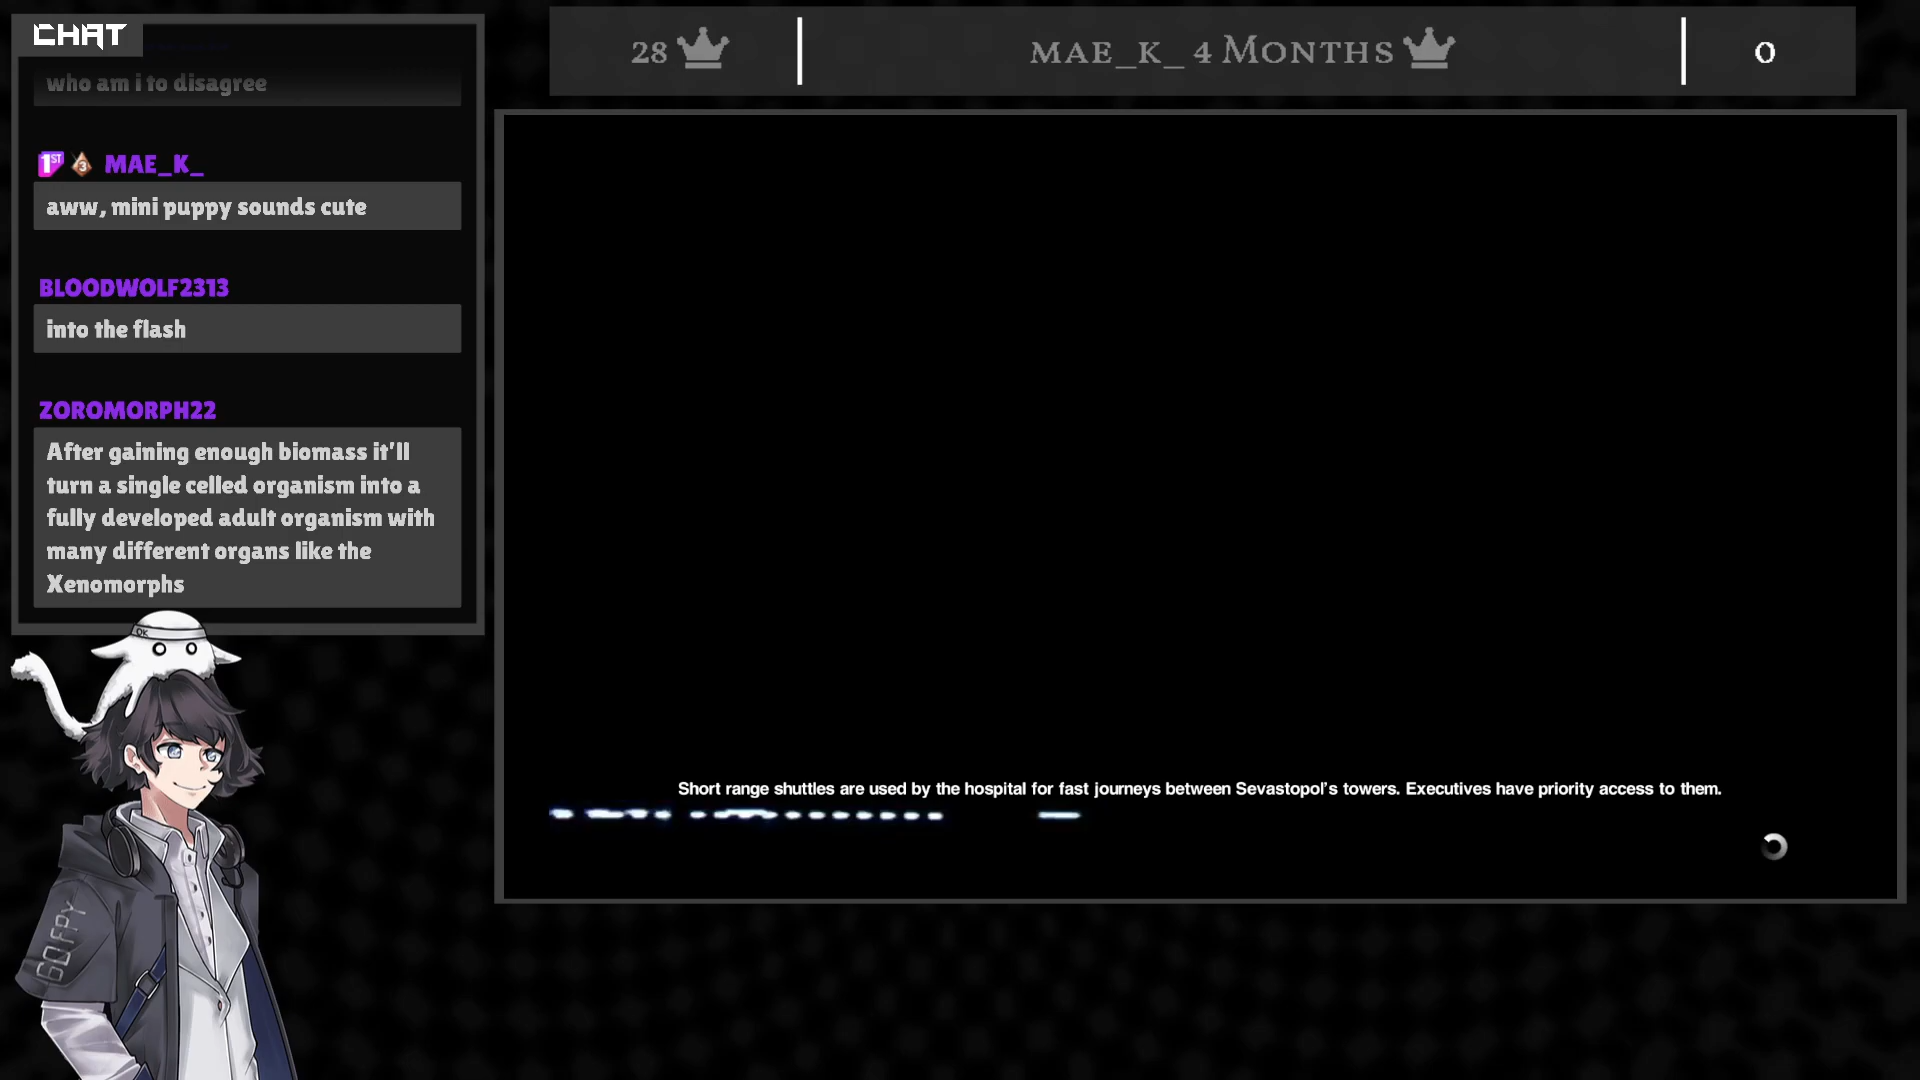 CHAT
28
MAE_K_ 4 MONTHS
0
who am i to disagree
1ST 3 MAE_K_
aww, mini puppy sounds cute
BLOODWOLF2313
into the flash
ZOROMORPH22
After gaining enough biomass it'll
turn a single celled organism into a
fully developed adult organism with
many different organs like the
Xenomorphs
OK
Short range shuttles are used by the hospital for fast journeys between Sevastopol's towers. Executives have priority access to them.